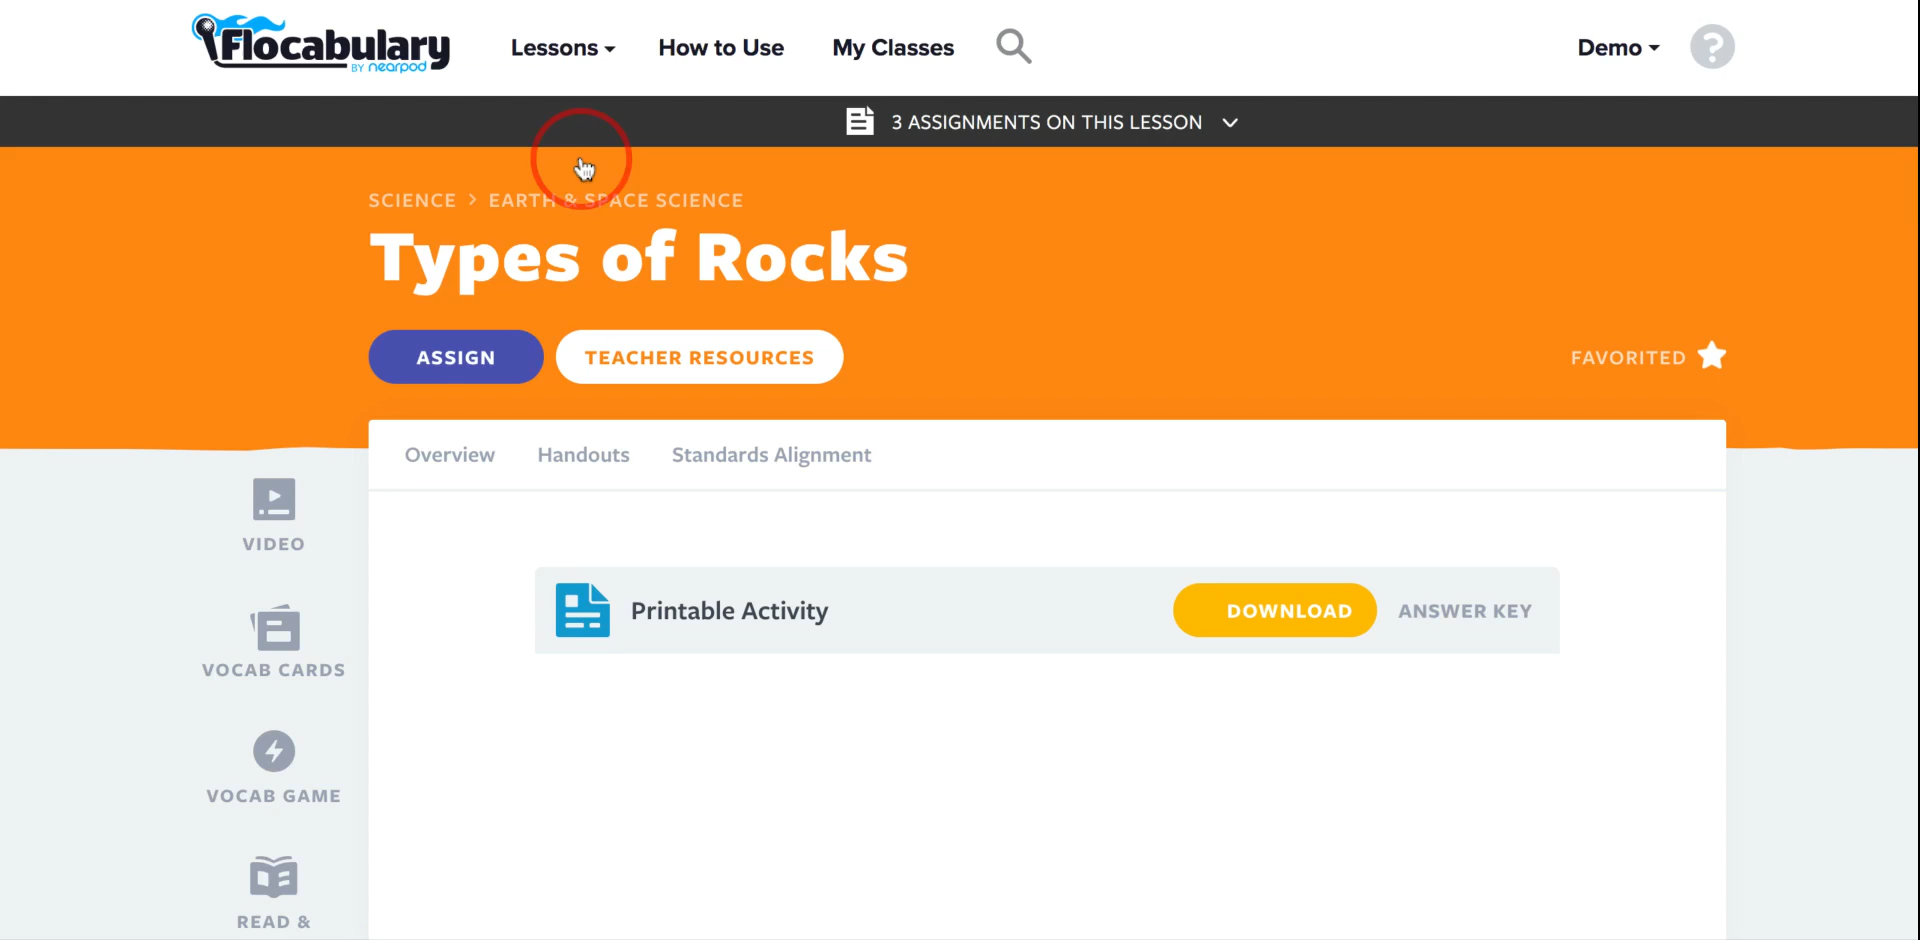 Flocabulary
BY nearpod
Lessons
How to Use
My Classes
Demo
?
3 ASSIGNMENTS ON THIS LESSON
SCIENCE > EARTH & SPACE SCIENCE
Types of Rocks
ASSIGN
TEACHER RESOURCES
FAVORITED
Overview
Handouts
Standards Alignment
VIDEO
Printable Activity
DOWNLOAD
ANSWER KEY
VOCAB CARDS
VOCAB GAME
READ &